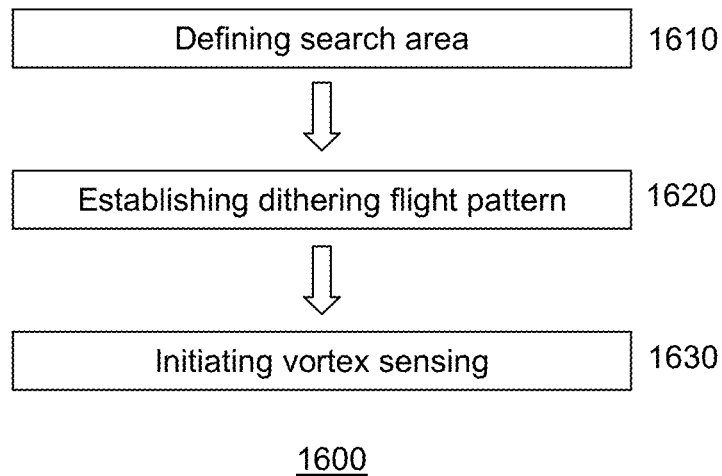 Defining search area 1610
Establishing dithering flight pattern 1620
Initiating vortex sensing 1630
1600